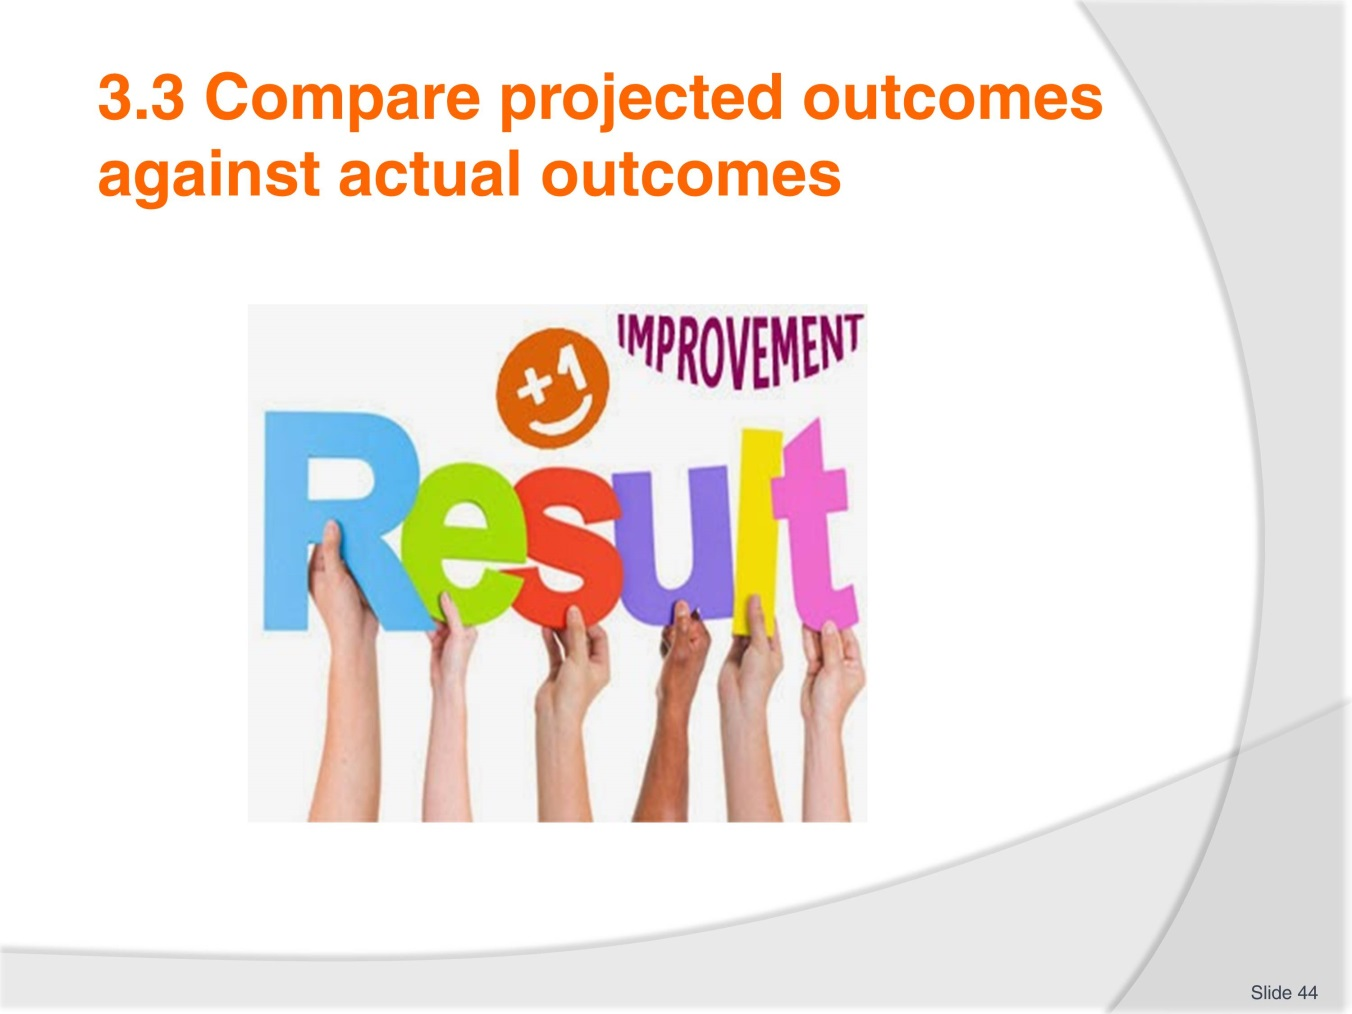 3.3 Compare projected outcomes
against actual outcomes
IMPROVEMENT
+1
Result
Slide 44